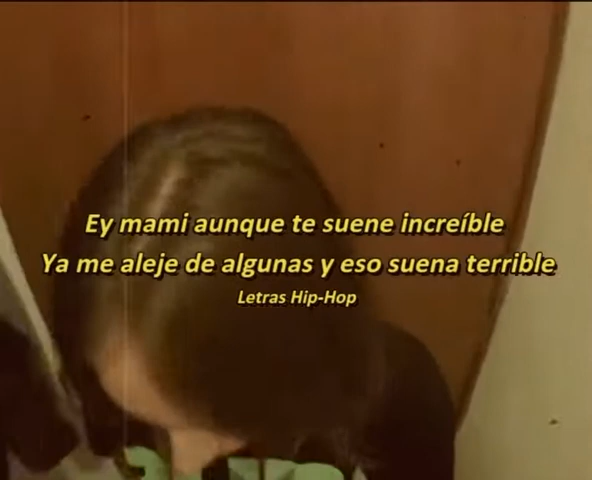 Ey mami aunque te suene increíble
Ya me aleje de algunas y eso suena terrible
Letras Hip-Hop